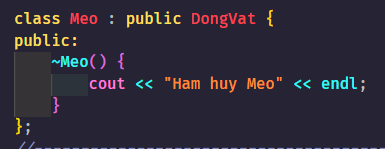 class Meo : public DongVat {
public:
    ~Meo() {
        cout << "Ham huy Meo" << endl;
    }
};